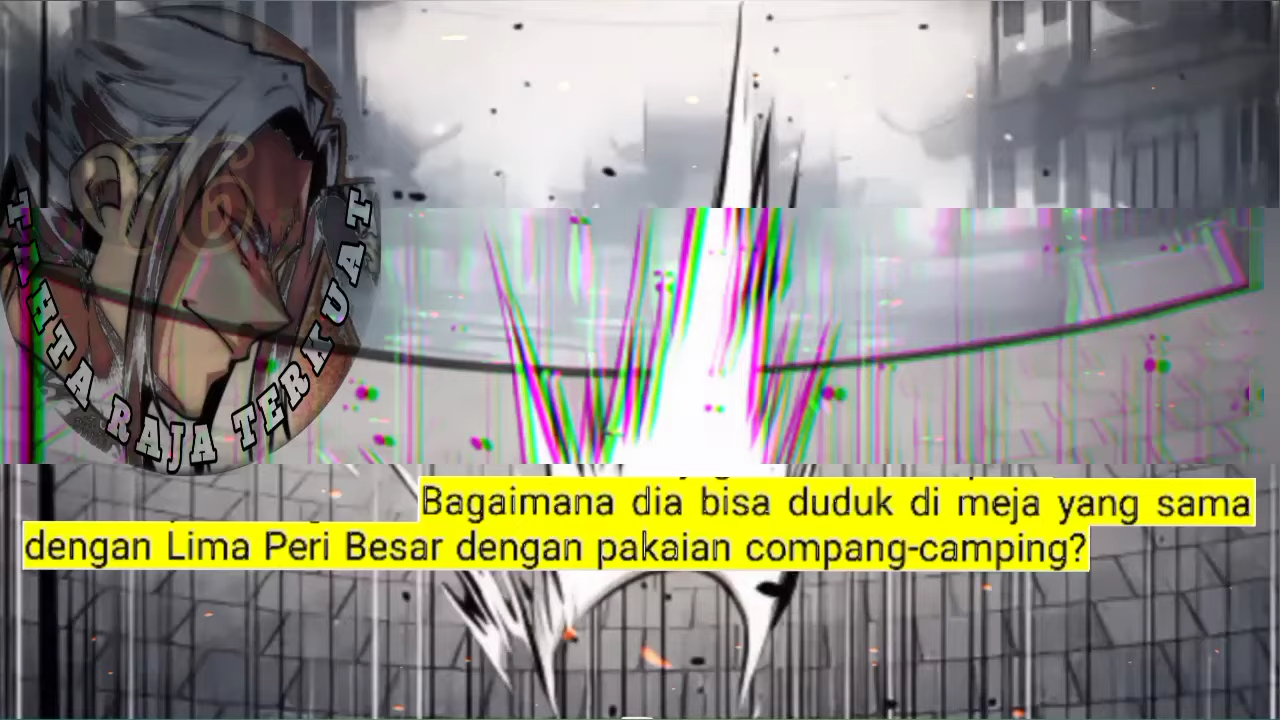 TAHTA RAJA TERKUAT
Bagaimana dia bisa duduk di meja yang sama
dengan Lima Peri Besar dengan pakaian compang-camping?